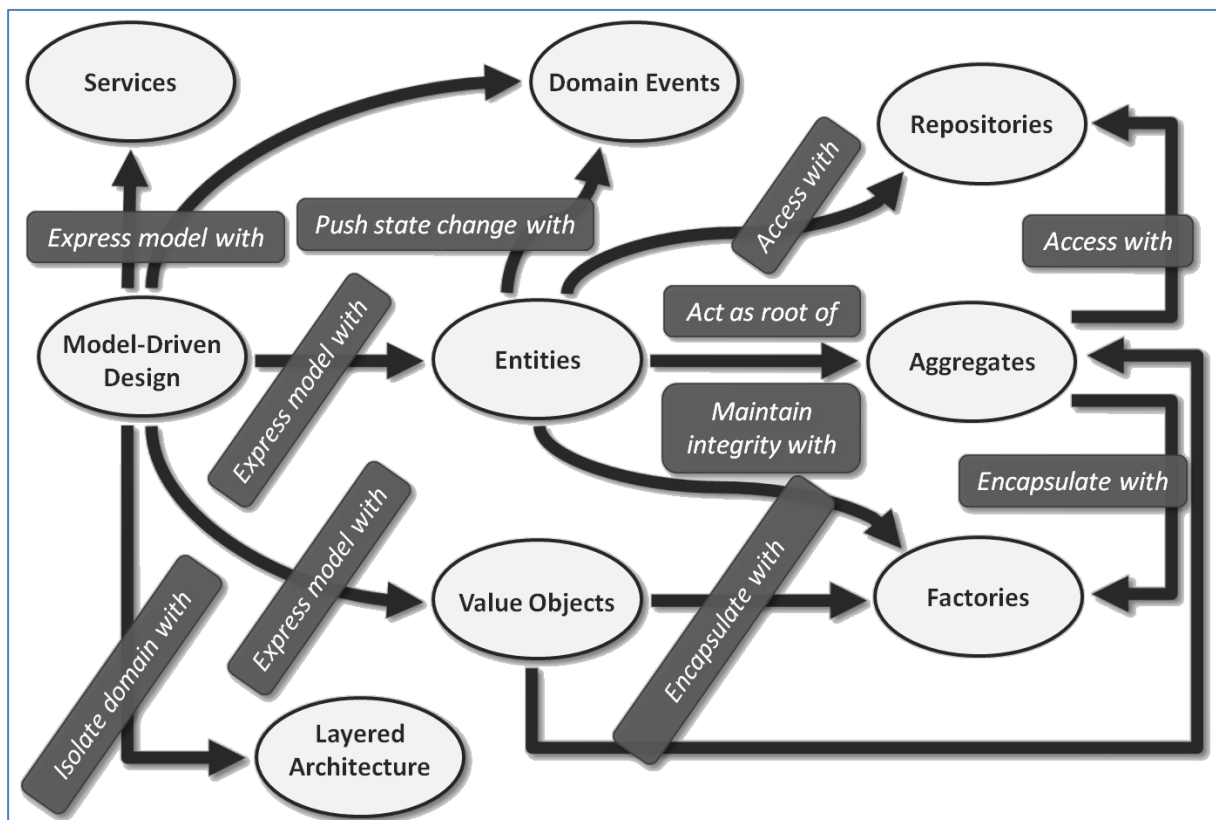 Services
Domain Events
Repositories
Express model with
Push state change with
Access with
Access with
Model-Driven
Design
Express model with
Entities
Act as root of
Aggregates
Maintain
integrity with
Encapsulate with
Express model with
Value Objects
Encapsulate with
Factories
Isolate domain with
Layered
Architecture